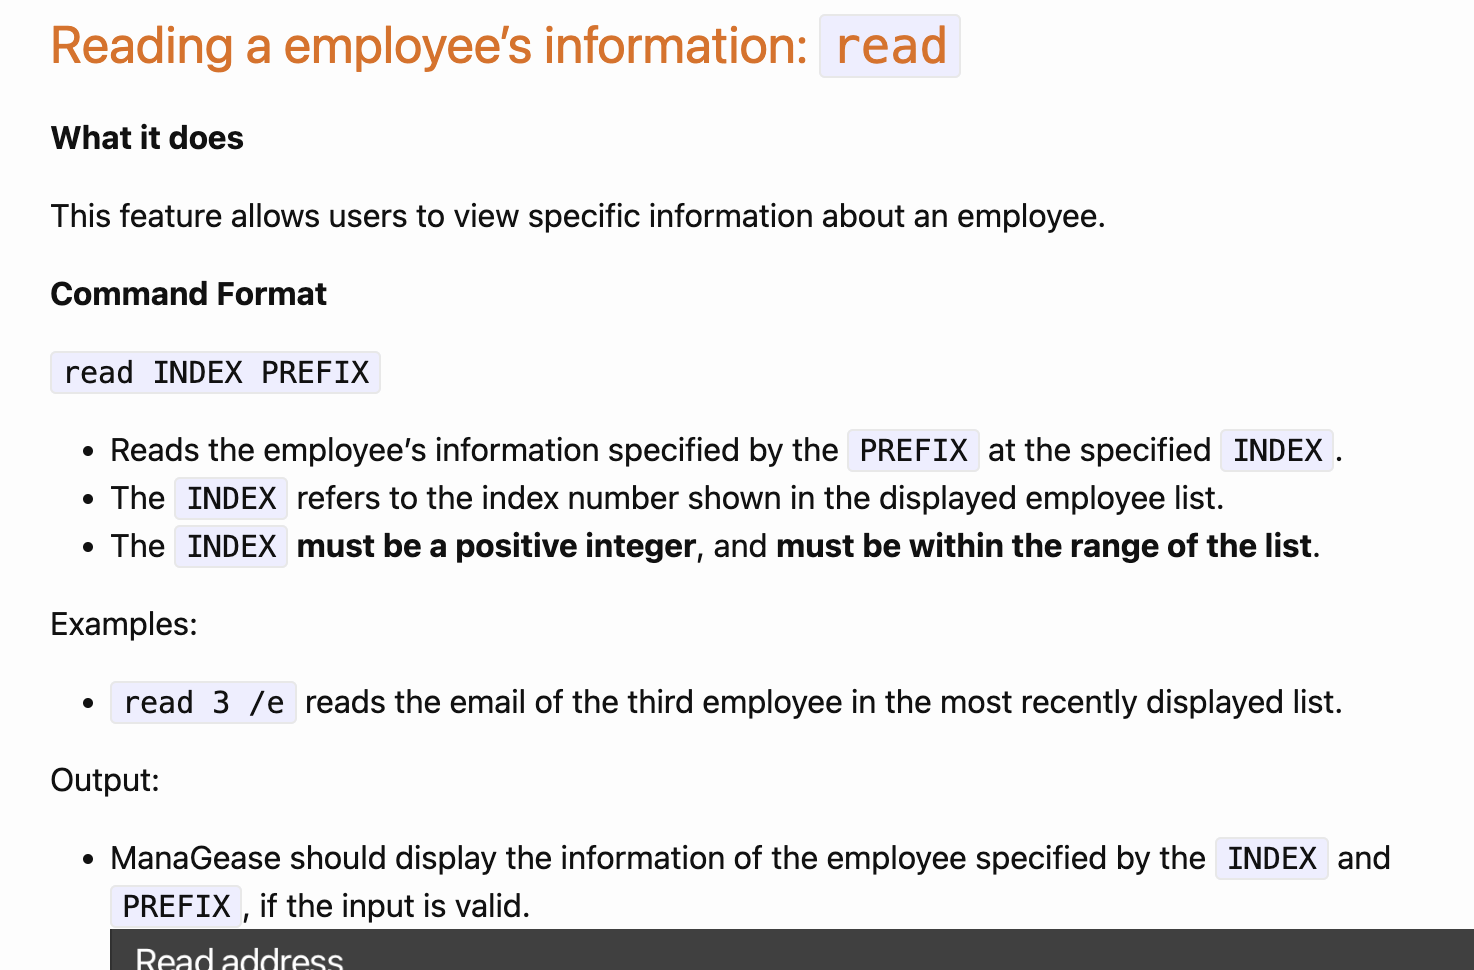 Reading a employee’s information: read
What it does
This feature allows users to view specific information about an employee.
Command Format
read INDEX PREFIX
• Reads the employee’s information specified by the PREFIX at the specified INDEX.
• The INDEX refers to the index number shown in the displayed employee list.
• The INDEX must be a positive integer, and must be within the range of the list.
Examples:
• read 3 /e reads the email of the third employee in the most recently displayed list.
Output:
• ManaGease should display the information of the employee specified by the INDEX and
PREFIX, if the input is valid.
Read address